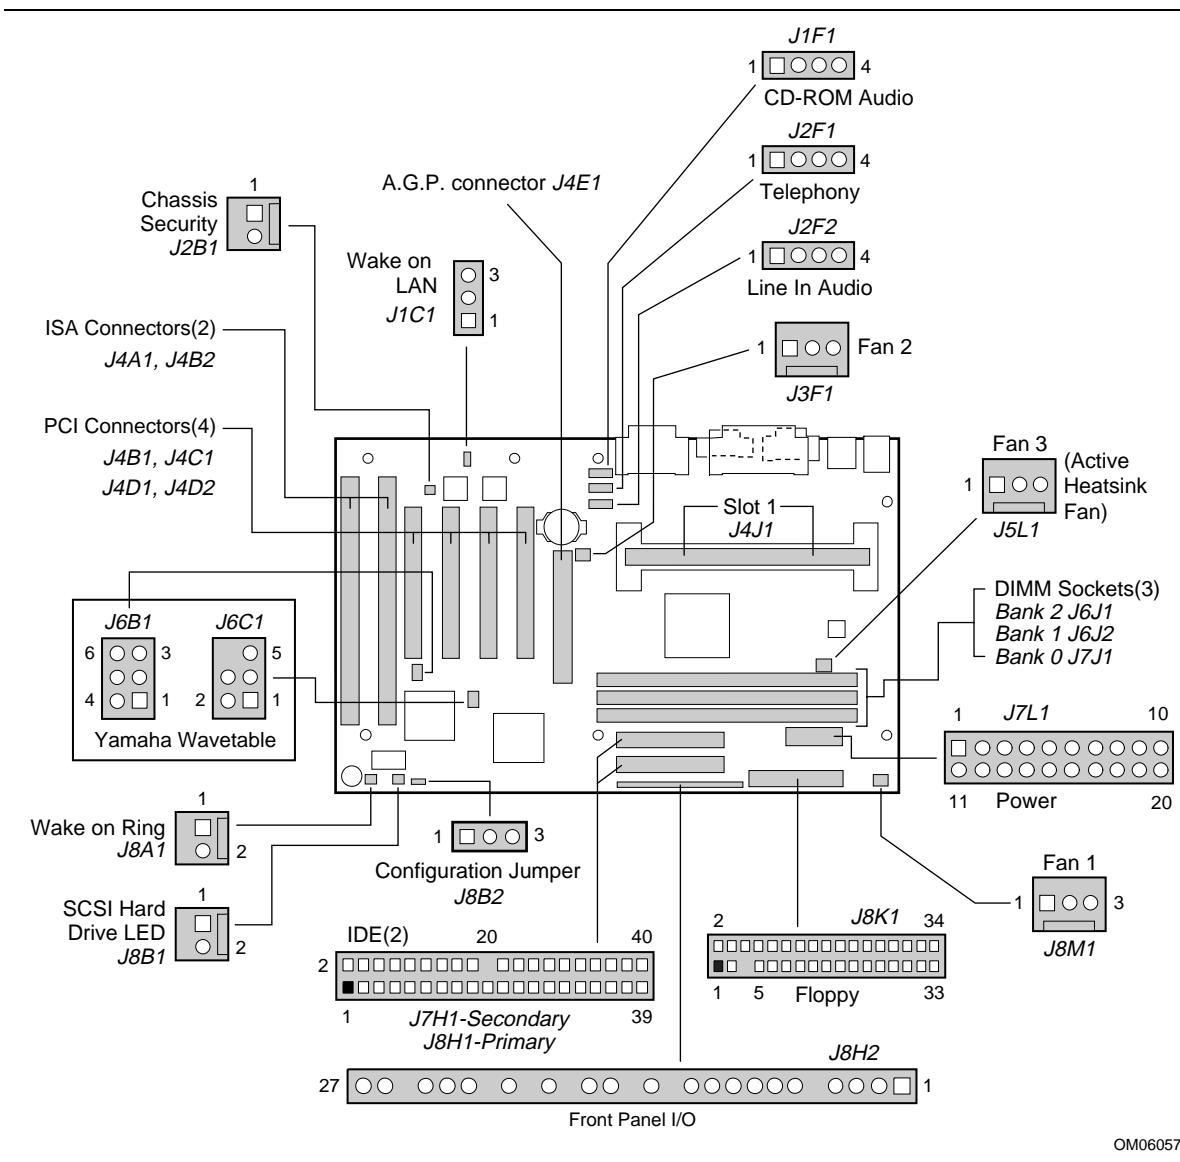 J1F1
1 4
CD-ROM Audio
J2F1
1 4
Telephony
J2F2
1 4
Line In Audio
A.G.P. connector J4E1
1
Chassis
Security
J2B1
Wake on
LAN
J1C1
3
1
ISA Connectors(2)
J4A1, J4B2
1 Fan 2
J3F1
PCI Connectors(4)
J4B1, J4C1
J4D1, J4D2
Fan 3
(Active
Heatsink
Fan)
1
J5L1
Slot 1
J4J1
DIMM Sockets(3)
Bank 2 J6J1
Bank 1 J6J2
Bank 0 J7J1
J6B1 J6C1
6 3 5
4 1 2 1
Yamaha Wavetable
1 J7L1 10
11 Power 20
1
Wake on Ring
J8A1
2
1 3
Configuration Jumper
J8B2
Fan 1
1 3
J8M1
1
SCSI Hard
Drive LED
J8B1
2
IDE(2) 20 40
2
1 39
J7H1-Secondary
J8H1-Primary
2 J8K1 34
1 5 Floppy 33
J8H2
27 1
Front Panel I/O
OM06057